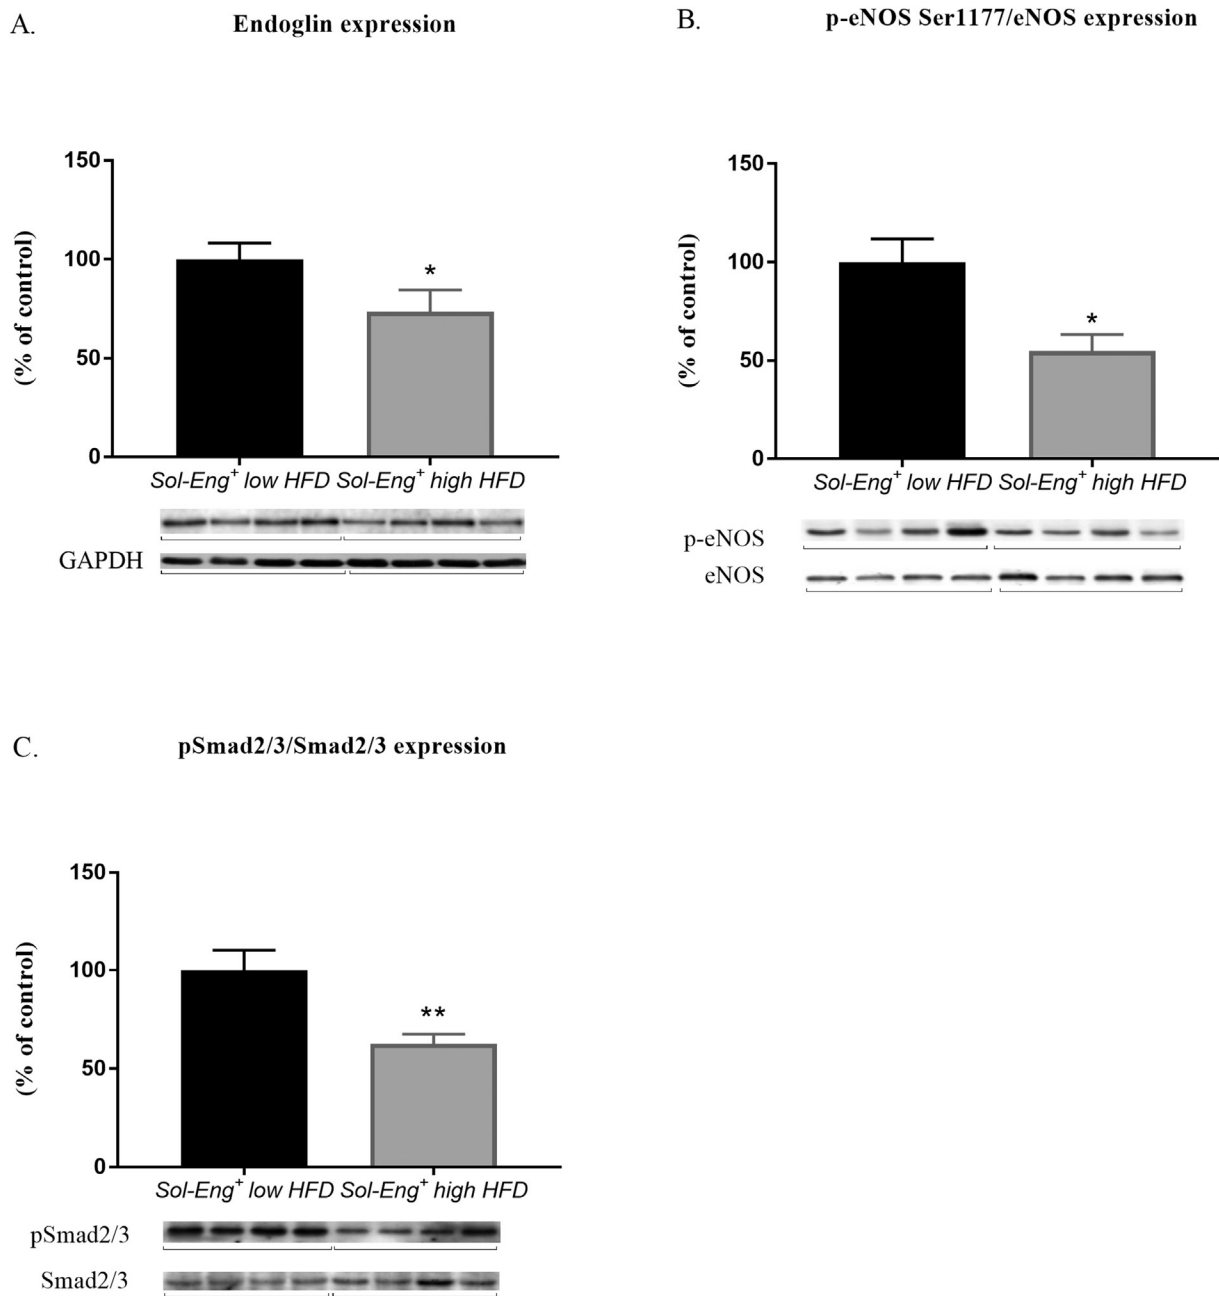 A.
Endoglin expression
150
100
50
0
(% of control)
*
Sol-Eng+ low HFD Sol-Eng+ high HFD
GAPDH
B.
p-eNOS Ser1177/eNOS expression
150
100
50
0
(% of control)
*
Sol-Eng+ low HFD Sol-Eng+ high HFD
p-eNOS
eNOS
C.
pSmad2/3/Smad2/3 expression
150
100
50
0
(% of control)
**
Sol-Eng+ low HFD Sol-Eng+ high HFD
pSmad2/3
Smad2/3